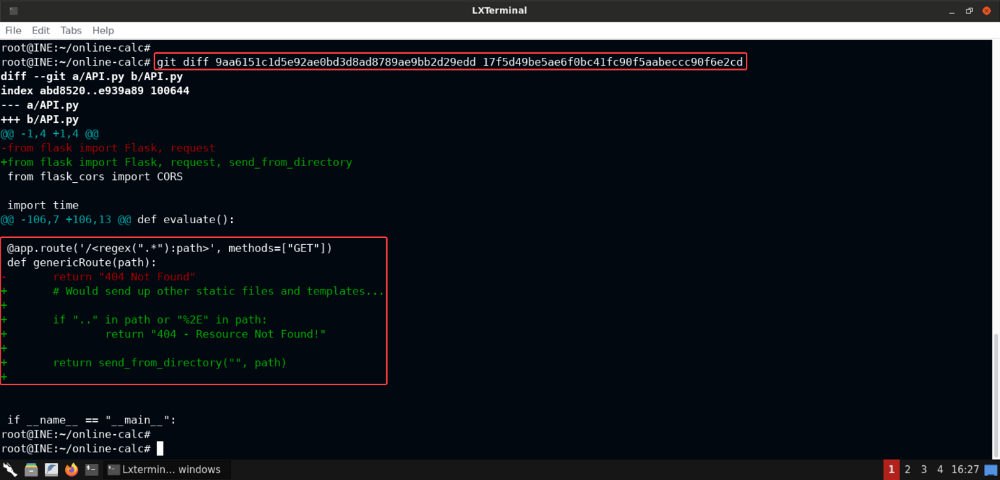 LXTerminal
File Edit Tabs Help
root@INE:~/online-calc#
root@INE:~/online-calc# git diff 9aa6151c1d5e92ae0bd3d8ad8789ae9bb2d29edd 17f5d49be5ae6f0bc41fc90f5aabeccc90f6e2cd
diff --git a/API.py b/API.py
index abd8520..e939a89 100644
--- a/API.py
+++ b/API.py
@@ -1,4 +1,4 @@
-from flask import Flask, request
+from flask import Flask, request, send_from_directory
 from flask_cors import CORS
 import time
@@ -106,7 +106,13 @@ def evaluate():
 @app.route('/<regex(".*"):path>', methods=["GET"])
 def genericRoute(path):
-       return "404 Not Found"
+       # Would send up other static files and templates...
+
+       if ".." in path or "%2E" in path:
+               return "404 - Resource Not Found!"
+
+       return send_from_directory("", path)
+
 if __name__ == "__main__":
root@INE:~/online-calc#
root@INE:~/online-calc#
Lxtermin... windows 1 2 3 4 16:27